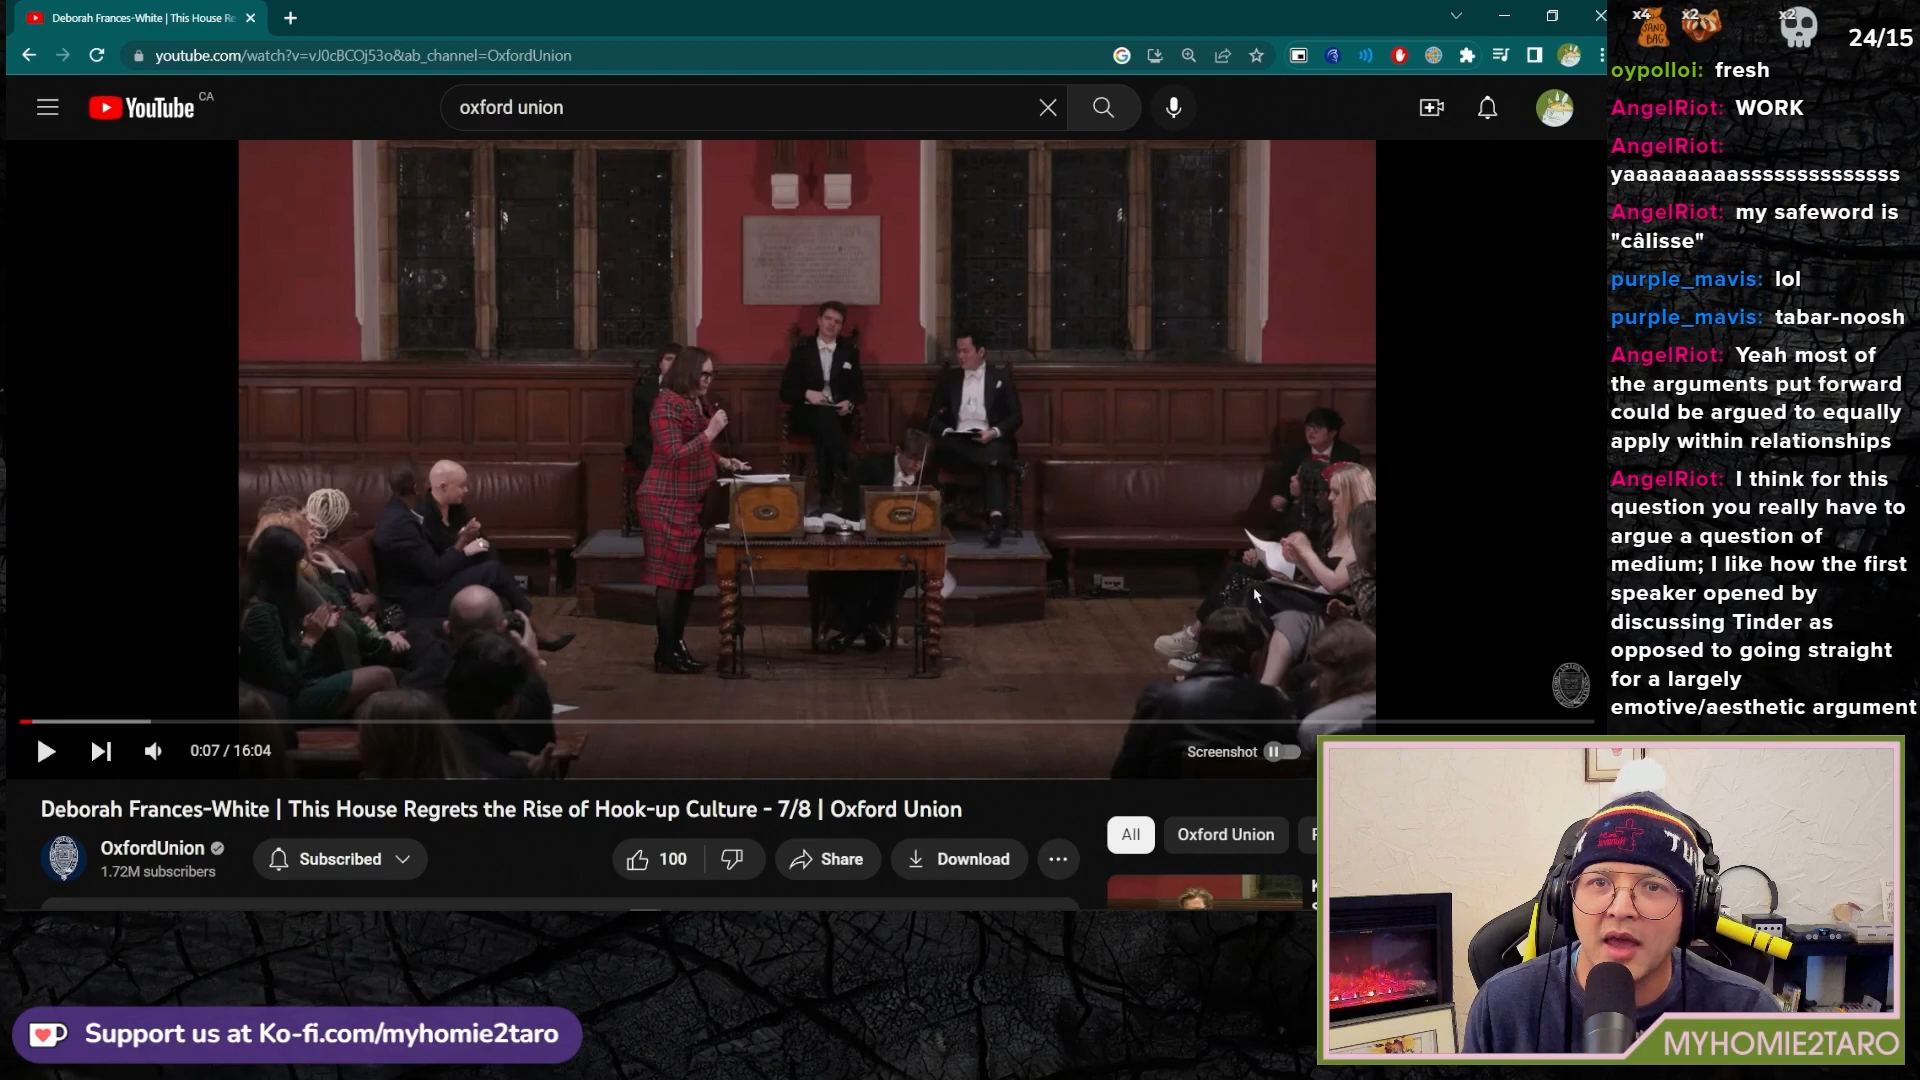 Deborah Frances-White | This House Re
youtube.com/watch?v=vJ0cBCOj53o&ab_channel=OxfordUnion
YouTube CA
oxford union
0:07 / 16:04
Screenshot
Deborah Frances-White | This House Regrets the Rise of Hook-up Culture - 7/8 | Oxford Union
OxfordUnion
1.72M subscribers
Subscribed
100
Share
Download
All
Oxford Union
x4
x2
x2
SAND
BAG
24/15
oypolloi: fresh
AngelRiot: WORK
AngelRiot:
yaaaaaaaaasssssssssssss
AngelRiot: my safeword is
"câlisse"
purple_mavis: lol
purple_mavis: tabar-noosh
AngelRiot: Yeah most of
the arguments put forward
could be argued to equally
apply within relationships
AngelRiot: I think for this
question you really have to
argue a question of
medium; I like how the first
speaker opened by
discussing Tinder as
opposed to going straight
for a largely
emotive/aesthetic argument
Support us at Ko-fi.com/myhomie2taro
MYHOMIE2TARO